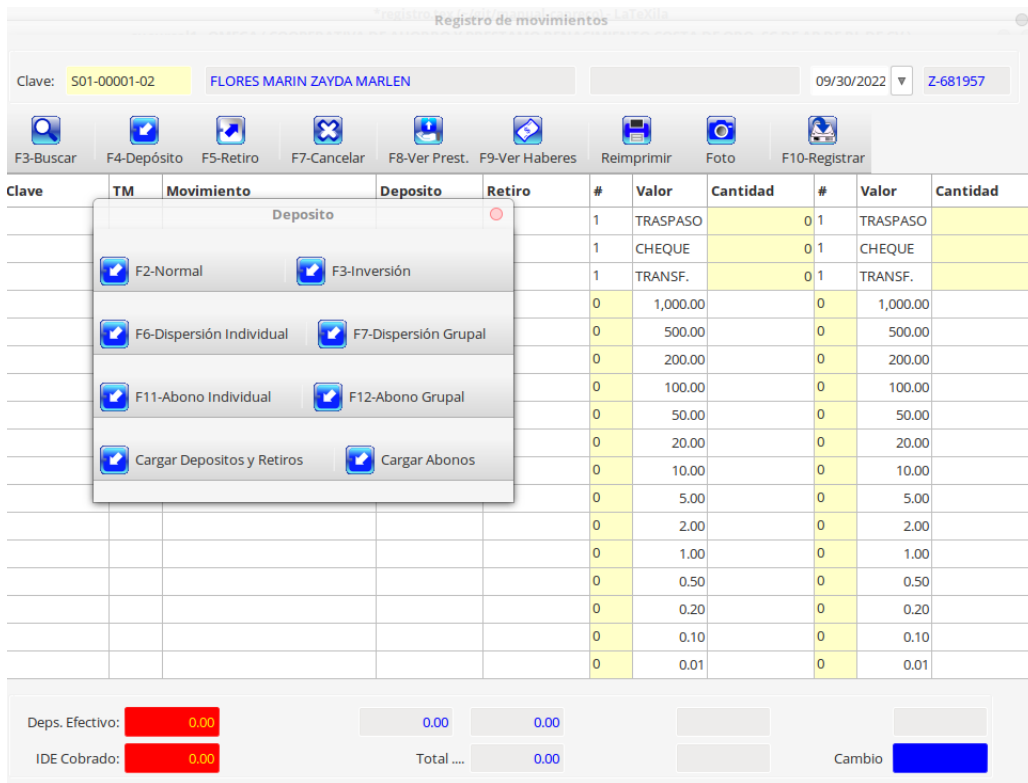 Registro de movimientos
Clave: S01-00001-02 FLORES MARIN ZAYDA MARLEN 09/30/2022 Z-681957
F3-Buscar F4-Depósito F5-Retiro F7-Cancelar F8-Ver Prest. F9-Ver Haberes Reimprimir Foto F10-Registrar
Clave TM Movimiento Deposito Retiro # Valor Cantidad # Valor Cantidad
1 TRASPASO 0 1 TRASPASO
1 CHEQUE 0 1 CHEQUE
1 TRANSF. 0 1 TRANSF.
0 1,000.00 0 1,000.00
0 500.00 0 500.00
0 200.00 0 200.00
0 100.00 0 100.00
0 50.00 0 50.00
0 20.00 0 20.00
0 10.00 0 10.00
0 5.00 0 5.00
0 2.00 0 2.00
0 1.00 0 1.00
0 0.50 0 0.50
0 0.20 0 0.20
0 0.10 0 0.10
0 0.01 0 0.01
Deposito
F2-Normal F3-Inversión
F6-Dispersión Individual F7-Dispersión Grupal
F11-Abono Individual F12-Abono Grupal
Cargar Depositos y Retiros Cargar Abonos
Deps. Efectivo: 0.00 0.00 0.00
IDE Cobrado: 0.00 Total .... 0.00 Cambio